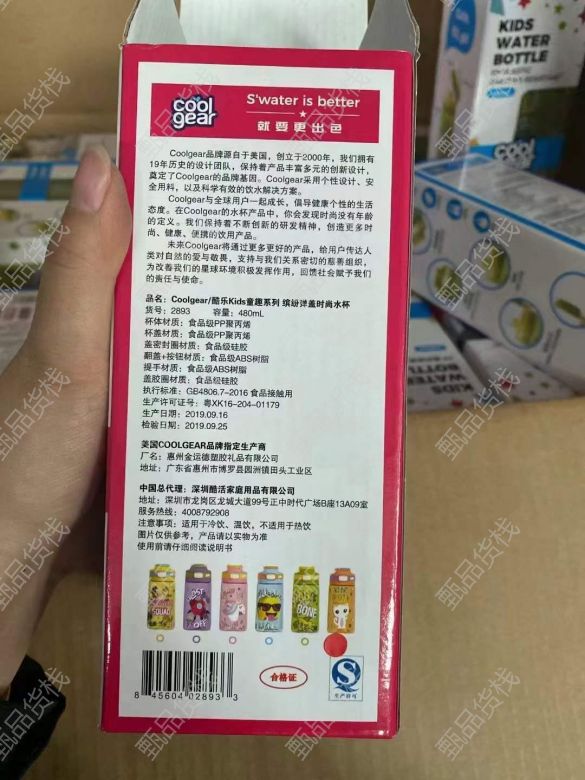 cool gear
S'water is better
就要更出色
Coolgear品牌源自于美国，创立于2000年，我们拥有
19年历史的设计团队，保持着产品丰富多元的创新设计，
奠定了Coolgear的品牌基因。Coolgear采用个性设计、安
全用料，以及科学有效的饮水解决方案。
Coolgear与全球用户一起成长，倡导健康个性的生活
态度。在Coolgear的水杯产品中，你会发现时尚没有年龄
的定义。我们保持着不断创新的研发精神，创造更多时
尚、健康、便携的饮用产品。
未来Coolgear将通过更多更好的产品，给用户传达人
类对自然的爱与敬畏，支持与我们关系密切的慈善组织，
为改善我们的星球环境积极发挥作用，回馈社会赋予我们
的责任与使命。
品名：Coolgear/酷乐Kids童趣系列 缤纷洋盖时尚水杯
货号：2893 容量：480mL
杯体材质：食品级PP聚丙烯
杯盖材质：食品级PP聚丙烯
盖密封圈材质：食品级硅胶
翻盖+按钮材质：食品级ABS树脂
提手材质：食品级ABS树脂
盖胶圈材质：食品级硅胶
执行标准：GB4806.7-2016 食品接触用
生产许可证号：粤XK16-204-01179
生产日期：2019.09.16
检验日期：2019.09.25
美国COOLGEAR品牌指定生产商
厂名：惠州金运德塑胶礼品有限公司
地址：广东省惠州市博罗县园洲镇田头工业区
中国总代理：深圳酷活家庭用品有限公司
地址：深圳市龙岗区龙城大道99号正中时代广场B座13A09室
服务热线：4008792908
注意事项：适用于冷饮、温饮，不适用于热饮
图片仅供参考，产品请以实物为准
使用前请仔细阅读说明书
8 45604 02893 3
合格证
生产许可
KIDS
WATER
BOTTLE
cool
甄品货栈